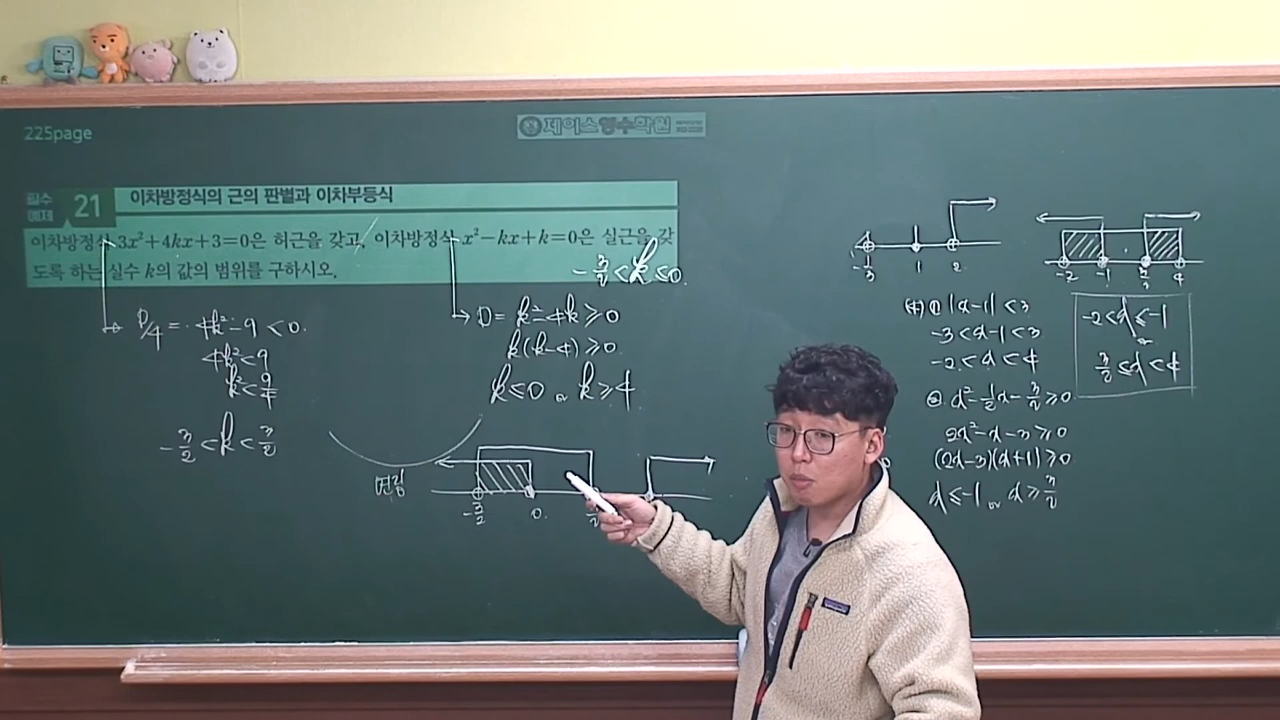 225page
제이스영수학원
필수 예제 21
이차방정식의 근의 판별과 이차부등식
이차방정식 3x²+4kx+3=0은 허근을 갖고, 이차방정식 x²−kx+k=0은 실근을 갖
도록 하는 실수 k의 값의 범위를 구하시오.
-3/2<k≤0.
D/4 = 4k²-9 <0.
4k²<9
k²<9/4
-3/2<k<3/2
D= k²-4k≥0
k(k-4)≥0
k≤0 or k≥4
연립
-3/2 0.
1 2
-2 -1 3/2 4
① |x-1|<3
-3<x-1<3
-2<x<4
② x²-1/2x-3/2≥0
2x²-x-3≥0
(2x-3)(x+1)≥0
x≤-1 or x≥3/2
-2<x≤-1
or
3/2≤x<4